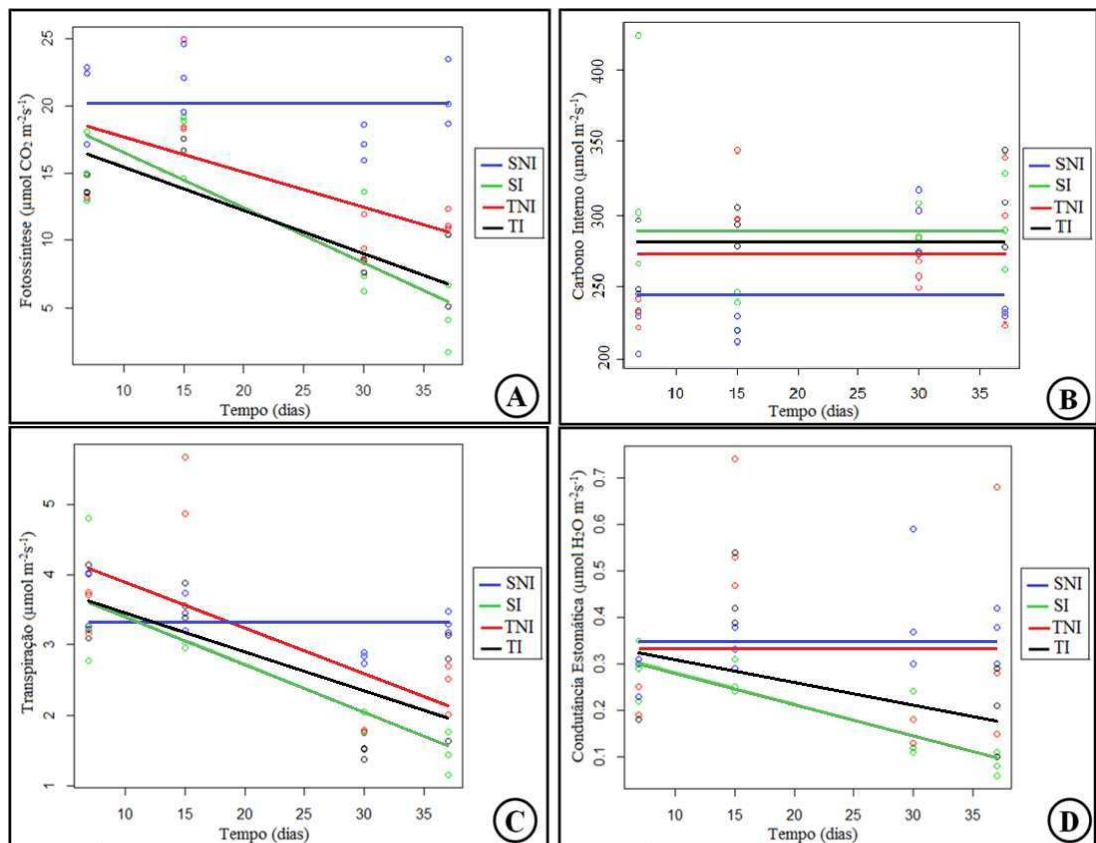 Fotossíntese (µmol CO₂ m⁻²s⁻¹)
25
20
15
10
5
10 15 20 25 30 35
Tempo (dias)
SNI
SI
TNI
TI
A
Carbono Interno (µmol m⁻²s⁻¹)
400
350
300
250
200
10 15 20 25 30 35
Tempo (dias)
SNI
SI
TNI
TI
B
Transpiração (µmol m⁻²s⁻¹)
5
4
3
2
1
10 15 20 25 30 35
Tempo (dias)
SNI
SI
TNI
TI
C
Condutância Estomática (µmol H₂O m⁻²s⁻¹)
0.7
0.6
0.5
0.4
0.3
0.2
0.1
10 15 20 25 30 35
Tempo (dias)
SNI
SI
TNI
TI
D